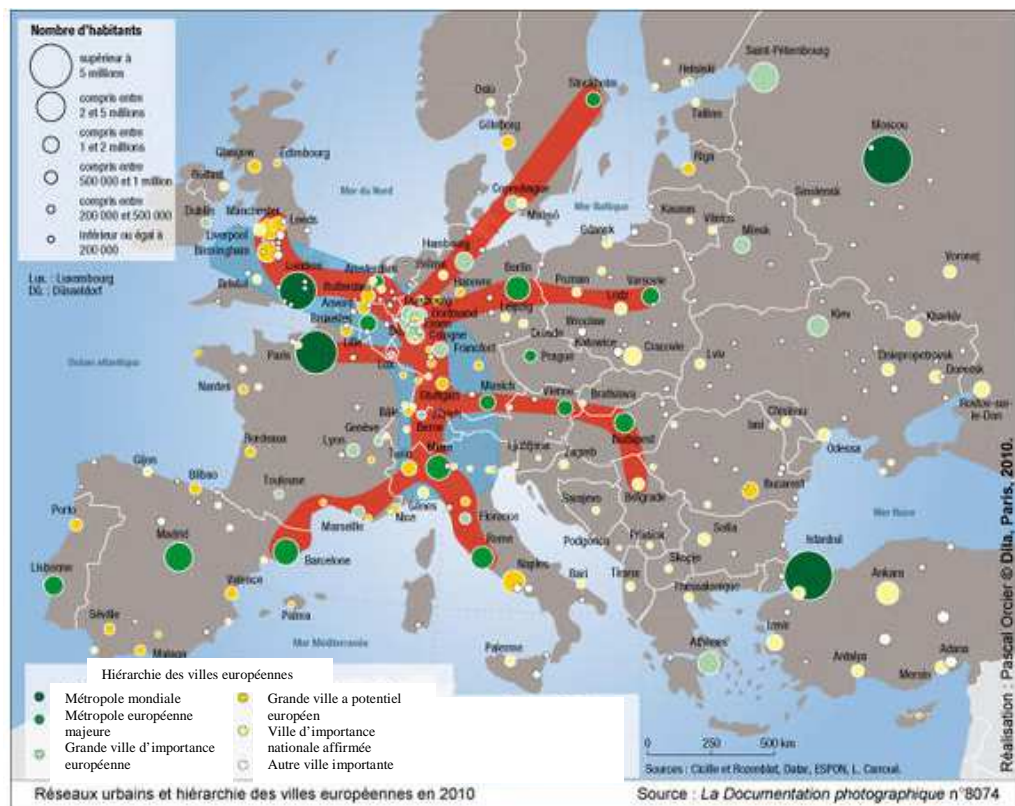 Nombre d'habitants
supérieur à
5 millions
compris entre
2 et 5 millions
compris entre
1 et 2 millions
compris entre
500 000 et 1 million
compris entre
200 000 et 500 000
Inférieur ou égal à
200 000
Lux. : Luxembourg
Dü. : Düsseldorf
Saint-Pétersbourg
Helsinki
Oslo
Stockholm
Tallinn
Göteborg
Moscou
Glasgow
Edimbourg
Riga
Belfast
Mer du Nord
Smolensk
Copenhague
Malmö
Mer Baltique
Kaunas
Vilnius
Dublin
Manchester
Leeds
Liverpool
Birmingham
Gdansk
Minsk
Hambourg
Brême
Voronej
Londres
Bristol
Amsterdam
Rotterdam
Hanovre
Berlin
Poznan
Varsovie
Anvers
Lodz
Bruxelles
Dortmund
Leipzig
Kiev
Kharkiv
Lille
Cologne
Dresde
Wroclaw
Katowice
Cracovie
Océan atlantique
Paris
Lux.
Francfort
Prague
Lviv
Dniepropetrovsk
Donetsk
Nantes
Stuttgart
Munich
Vienne
Bratislava
Rostov-sur-
le-Don
Bâle
Zurich
Berne
Budapest
Iasi
Chisinau
Genève
Bordeaux
Lyon
Milan
Turin
Ljubljana
Zagreb
Odessa
Gijon
Bilbao
Toulouse
Gênes
Belgrade
Bucarest
Porto
Marseille
Nice
Florence
Sarajevo
Mer Noire
Madrid
Barcelone
Rome
Podgorica
Pristina
Sofia
Skopje
Istanbul
Ankara
Lisbonne
Valence
Naples
Bari
Tirana
Thessalonique
Séville
Palma
Izmir
Malaga
Mer Méditerranée
Palerme
Athènes
Antalya
Mersin
Adana
Hiérarchie des villes européennes
Métropole mondiale
Métropole européenne
majeure
Grande ville d'importance
européenne
Grande ville a potentiel
européen
Ville d'importance
nationale affirmée
Autre ville importante
0 250 500 km
Sources : Cicille et Rozenblat, Datar, ESPON, L. Carroué.
Réalisation : Pascal Orcier © Dila, Paris, 2010.
Réseaux urbains et hiérarchie des villes européennes en 2010
Source : La Documentation photographique n°8074